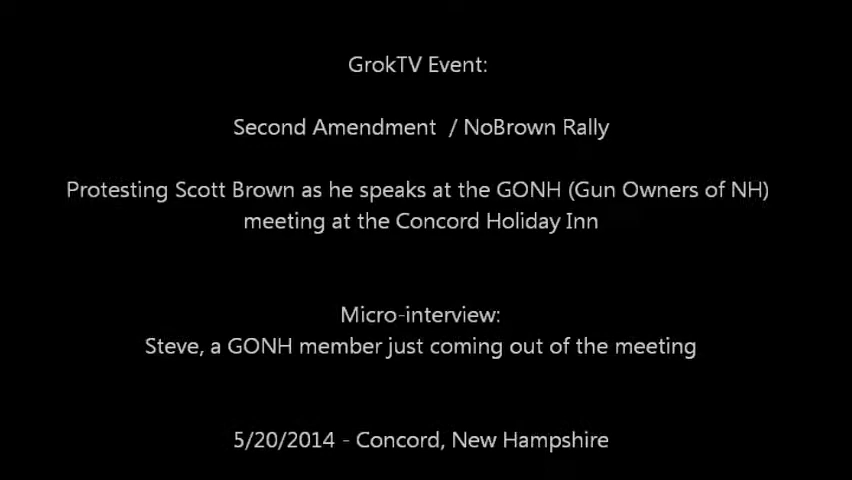 GrokTV Event:
Second Amendment / NoBrown Rally
Protesting Scott Brown as he speaks at the GONH (Gun Owners of NH)
meeting at the Concord Holiday Inn
Micro-interview:
Steve, a GONH member just coming out of the meeting
5/20/2014 - Concord, New Hampshire